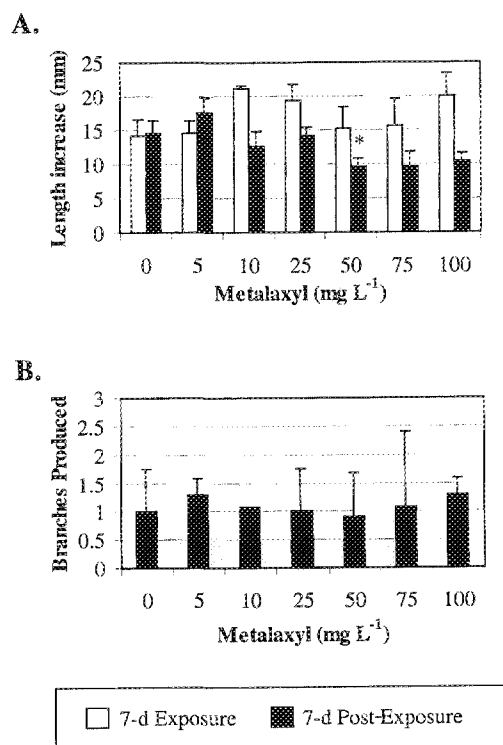 A.
Length increase (mm)
25
20
15
10
5
0
*
0 5 10 25 50 75 100
Metalaxyl (mg L⁻¹)
B.
Branches Produced
3
2.5
2
1.5
1
0.5
0
0 5 10 25 50 75 100
Metalaxyl (mg L⁻¹)
7-d Exposure 7-d Post-Exposure